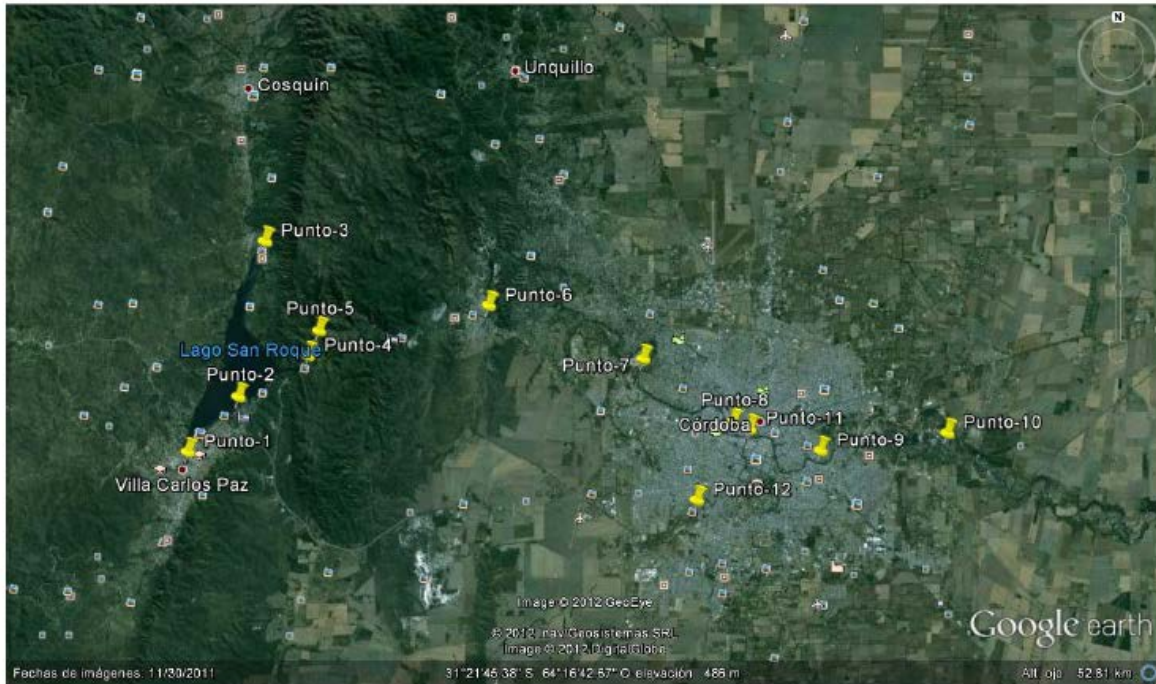 N
Unquillo
Cosquín
Punto-3
Punto-6
Punto-5
Lago San Roque
Punto-4
Punto-7
Punto-2
Punto-8
Córdoba
Punto-11
Punto-10
Punto-1
Punto-9
Villa Carlos Paz
Punto-12
Image © 2012 GeoEye
© 2012 Inav/Geosistemas SRL
Image © 2012 DigitalGlobe
Google earth
Fechas de imágenes: 11/30/2011
31°21'45.38" S 64°16'42.67" O elevación 486 m
Alt. ojo 52.81 km